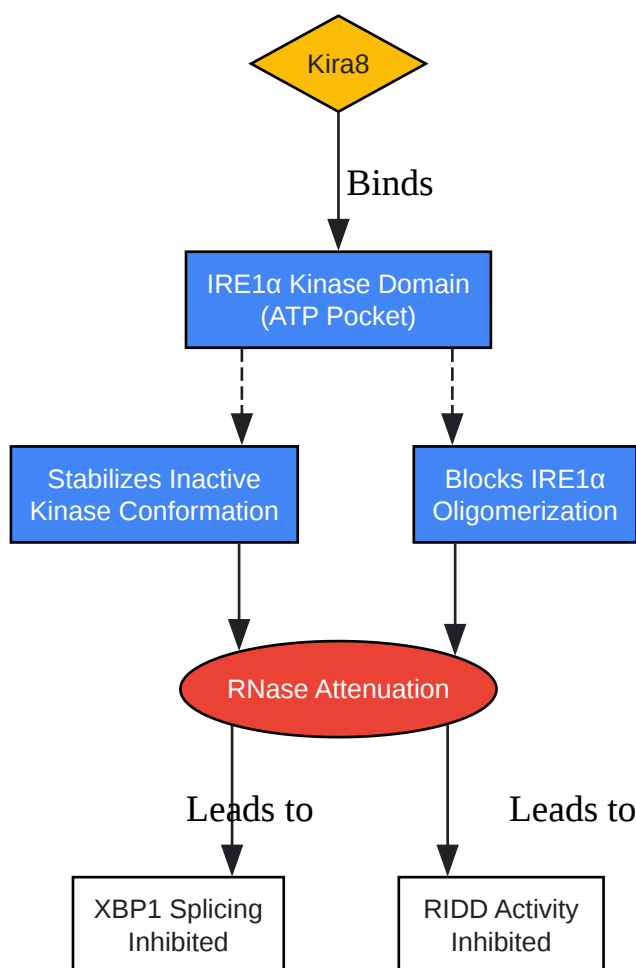 Kira8
Binds
IRE1α Kinase Domain
(ATP Pocket)
Stabilizes Inactive
Kinase Conformation
Blocks IRE1α
Oligomerization
RNase Attenuation
Leads to
Leads to
XBP1 Splicing
Inhibited
RIDD Activity
Inhibited